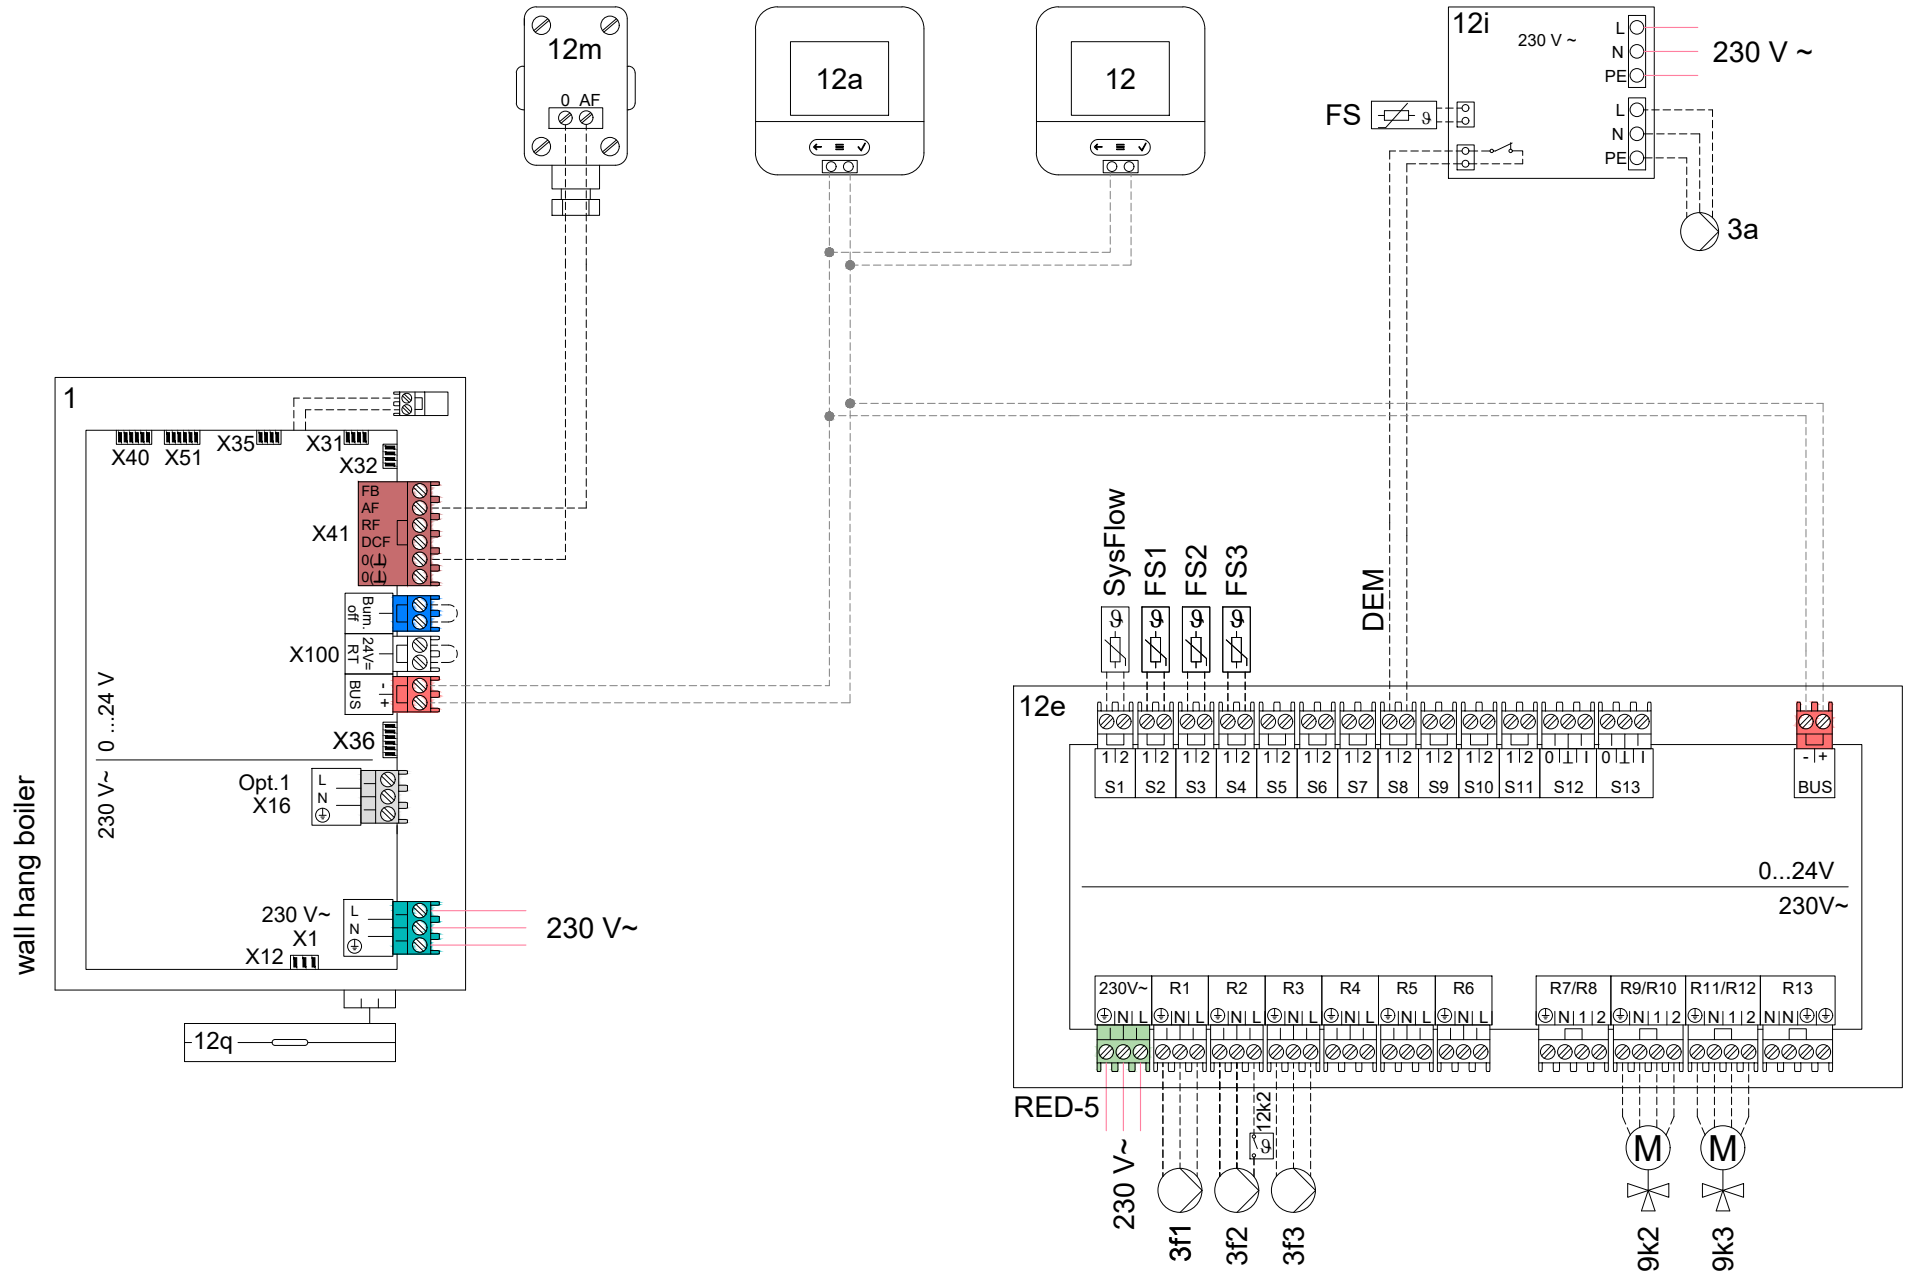 12m
0 AF
12a
12
12i
230 V ~
L
N
PE
230 V ~
L
N
PE
FS
ϑ
3a
1
X40
X51
X35
X31
X32
X41
FB
AF
RF
DCF
0(⊥)
0(⊥)
Burn.
off
X100
24V=
RT
BUS
-
+
X36
0 ...24 V
230 V~
Opt.1
X16
L
N
230 V~
X1
L
N
230 V~
X12
12q
wall hang boiler
SysFlow
FS1
FS2
FS3
DEM
ϑ
ϑ
ϑ
ϑ
12e
1|2
1|2
1|2
1|2
1|2
1|2
1|2
1|2
1|2
1|2
1|2
0|⊥|I
0|⊥|I
-|+
S1
S2
S3
S4
S5
S6
S7
S8
S9
S10
S11
S12
S13
BUS
0...24V
230V~
230V~
R1
R2
R3
R4
R5
R6
R7/R8
R9/R10
R11/R12
R13
⏚|N|L
⏚|N|L
⏚|N|L
⏚|N|L
⏚|N|L
⏚|N|L
⏚|N|L
⏚|N|1|2
⏚|N|1|2
⏚|N|1|2
N|N|⏚|⏚
RED-5
230 V~
12k2
ϑ
3f1
3f2
3f3
M
M
9k2
9k3